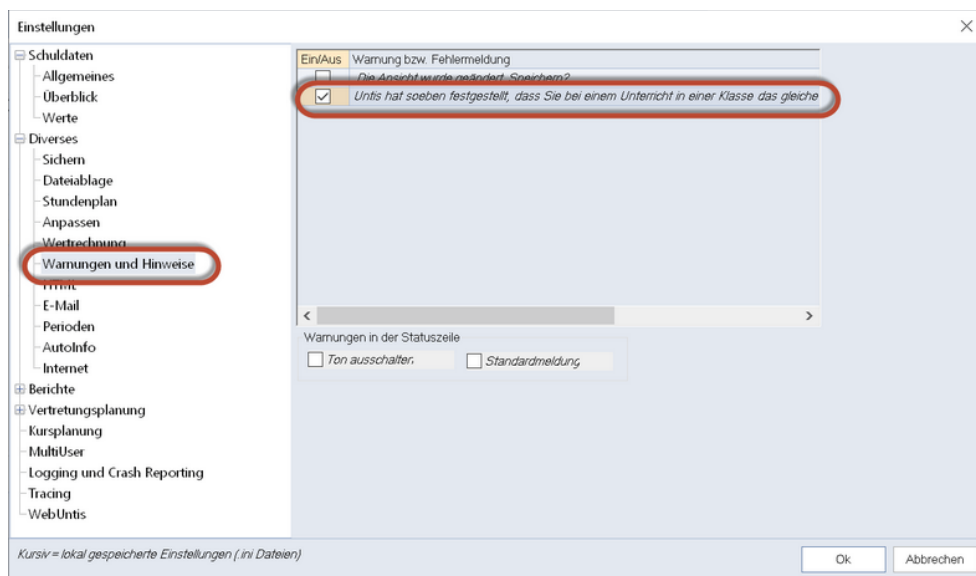 Einstellungen
Schuldaten
Allgemeines
Überblick
Werte
Diverses
Sichern
Dateiablage
Stundenplan
Anpassen
Wertrechnung
Warnungen und Hinweise
HTML
E-Mail
Perioden
AutoInfo
Internet
Berichte
Vertretungsplanung
Kursplanung
MultiUser
Logging und Crash Reporting
Tracing
WebUntis
Ein/Aus Warnung bzw. Fehlermeldung
Die Ansicht wurde geändert. Speichern?
Untis hat soeben festgestellt, dass Sie bei einem Unterricht in einer Klasse das gleiche
Warnungen in der Statuszeile
Ton ausschalten Standardmeldung
Kursiv = lokal gespeicherte Einstellungen (.ini Dateien)
Ok Abbrechen